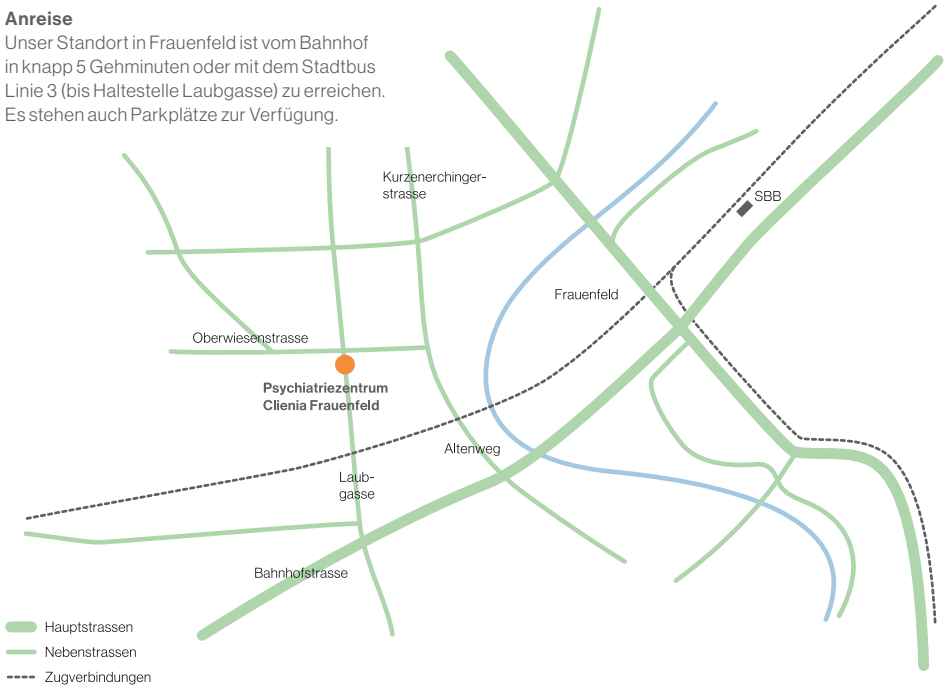 Anreise
Unser Standort in Frauenfeld ist vom Bahnhof
in knapp 5 Gehminuten oder mit dem Stadtbus
Linie 3 (bis Haltestelle Laubgasse) zu erreichen.
Es stehen auch Parkplätze zur Verfügung.
Kurzenerchinger-
strasse
SBB
Frauenfeld
Oberwiesenstrasse
Psychiatriezentrum
Clienia Frauenfeld
Altenweg
Laub-
gasse
Bahnhofstrasse
Hauptstrassen
Nebenstrassen
Zugverbindungen